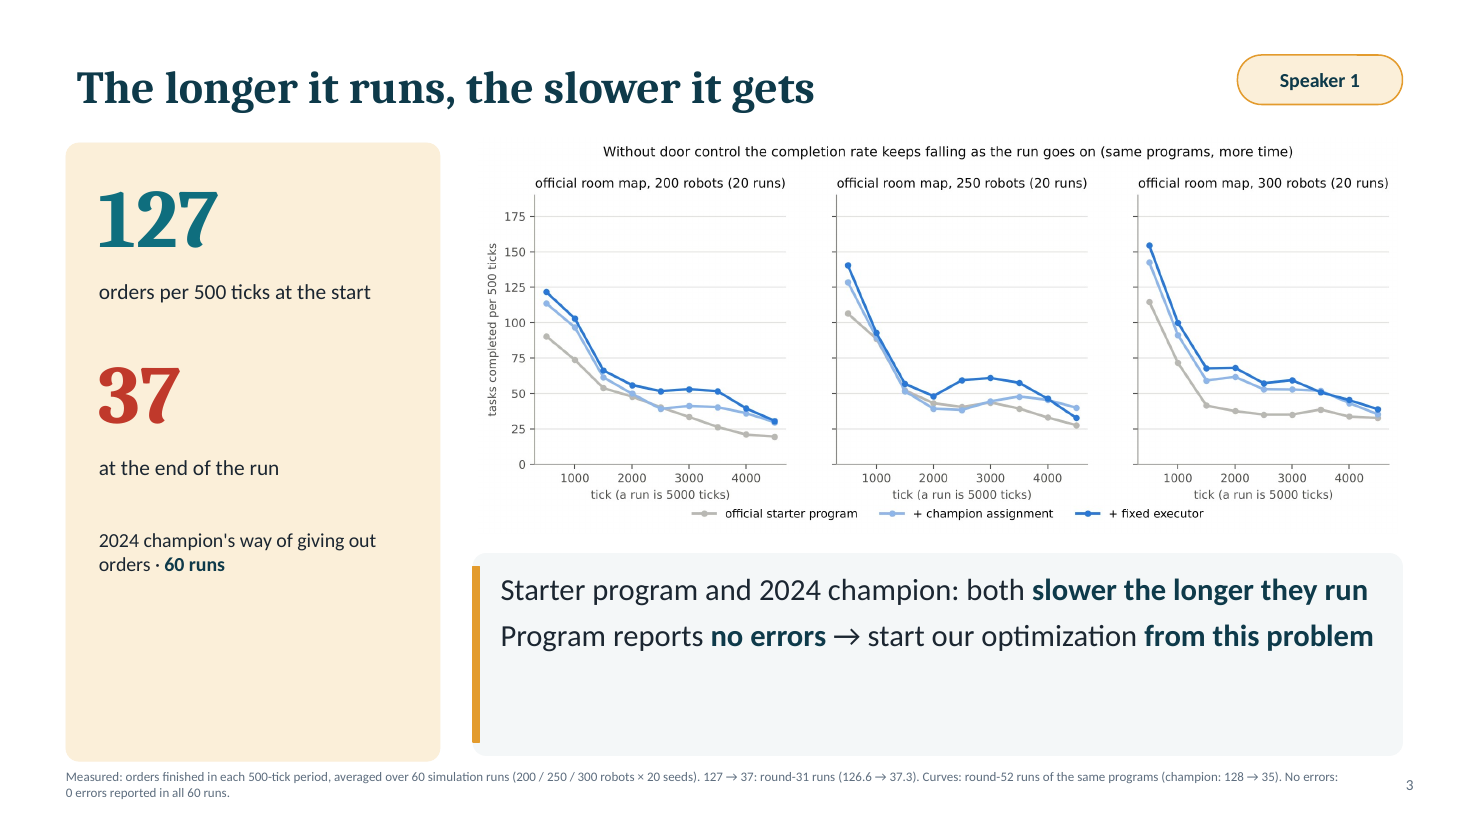 The longer it runs, the slower it gets
Speaker 1
127
orders per 500 ticks at the start
37
at the end of the run
2024 champion's way of giving out
orders · 60 runs
Without door control the completion rate keeps falling as the run goes on (same programs, more time)
official room map, 200 robots (20 runs)
official room map, 250 robots (20 runs)
official room map, 300 robots (20 runs)
tasks completed per 500 ticks
175
150
125
100
75
50
25
0
1000 2000 3000 4000
1000 2000 3000 4000
1000 2000 3000 4000
tick (a run is 5000 ticks)
tick (a run is 5000 ticks)
tick (a run is 5000 ticks)
official starter program
+ champion assignment
+ fixed executor
Starter program and 2024 champion: both slower the longer they run
Program reports no errors → start our optimization from this problem
Measured: orders finished in each 500-tick period, averaged over 60 simulation runs (200 / 250 / 300 robots × 20 seeds). 127 → 37: round-31 runs (126.6 → 37.3). Curves: round-52 runs of the same programs (champion: 128 → 35). No errors:
0 errors reported in all 60 runs.
3